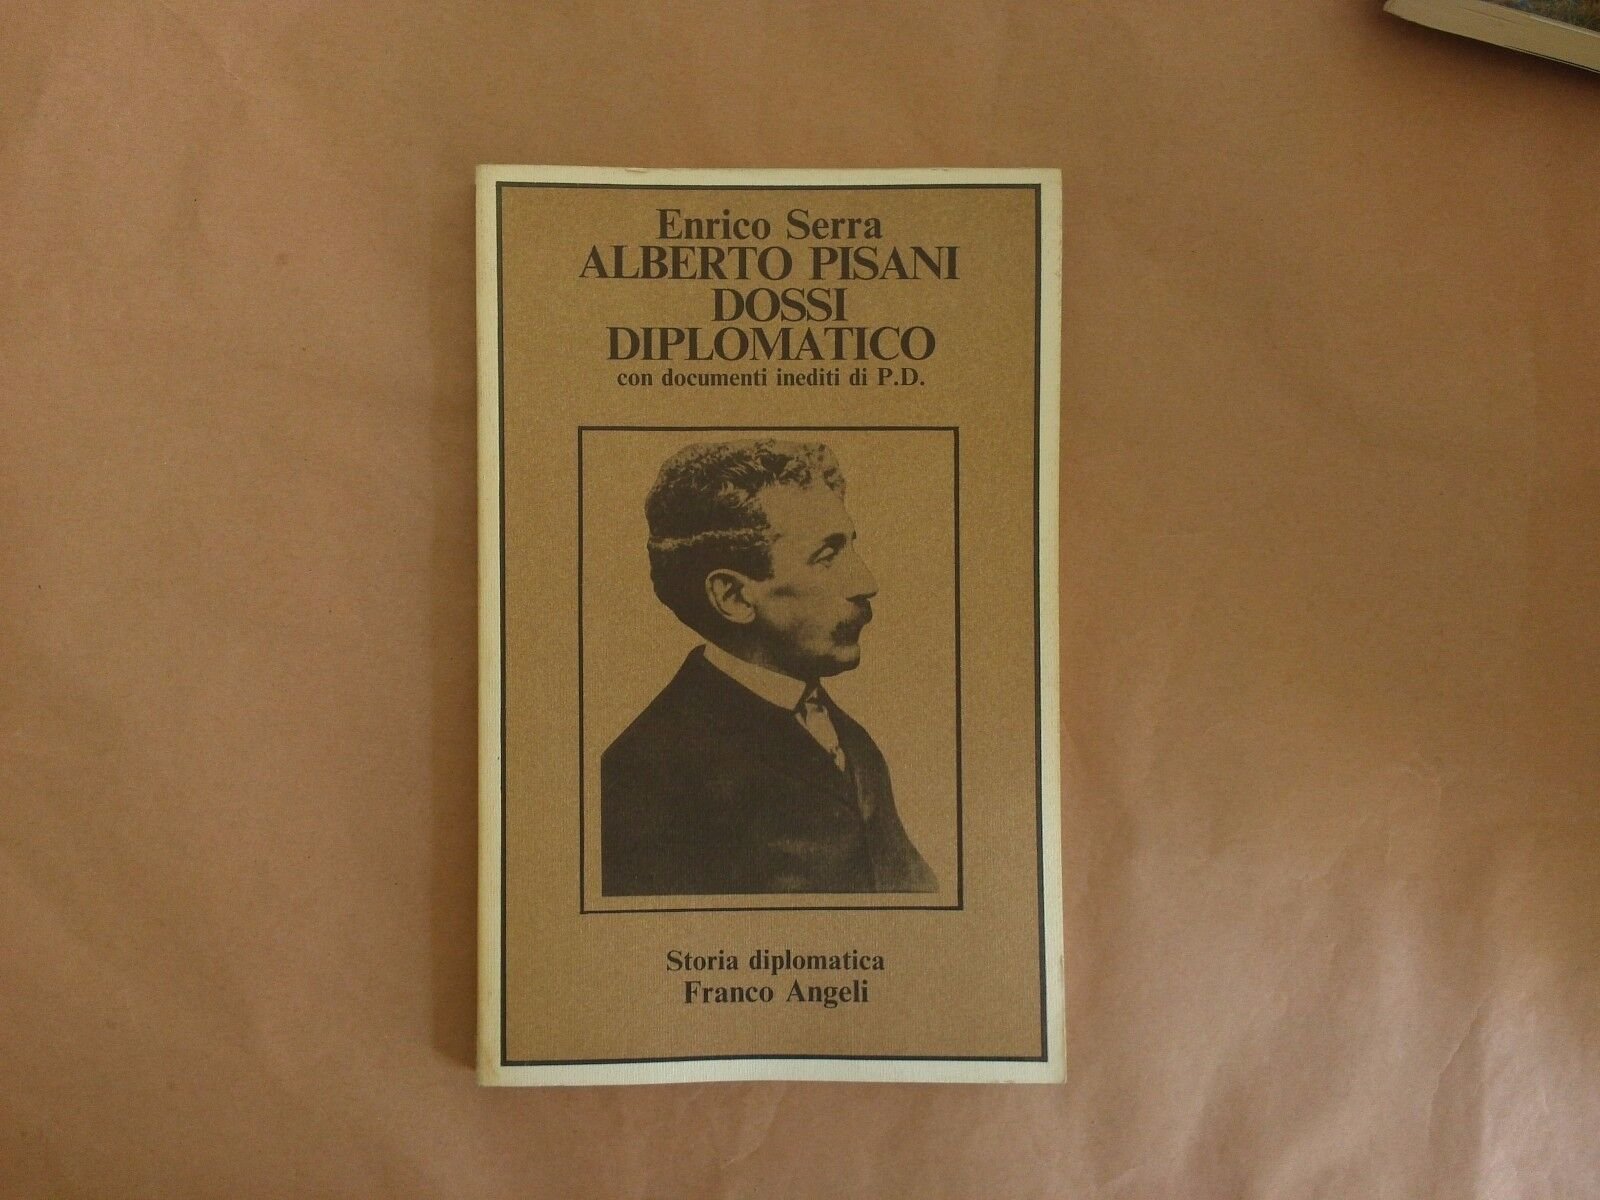 Enrico Serra
ALBERTO PISANI
DOSSI
DIPLOMATICO
con documenti inediti di P.D.
Storia diplomatica
Franco Angeli